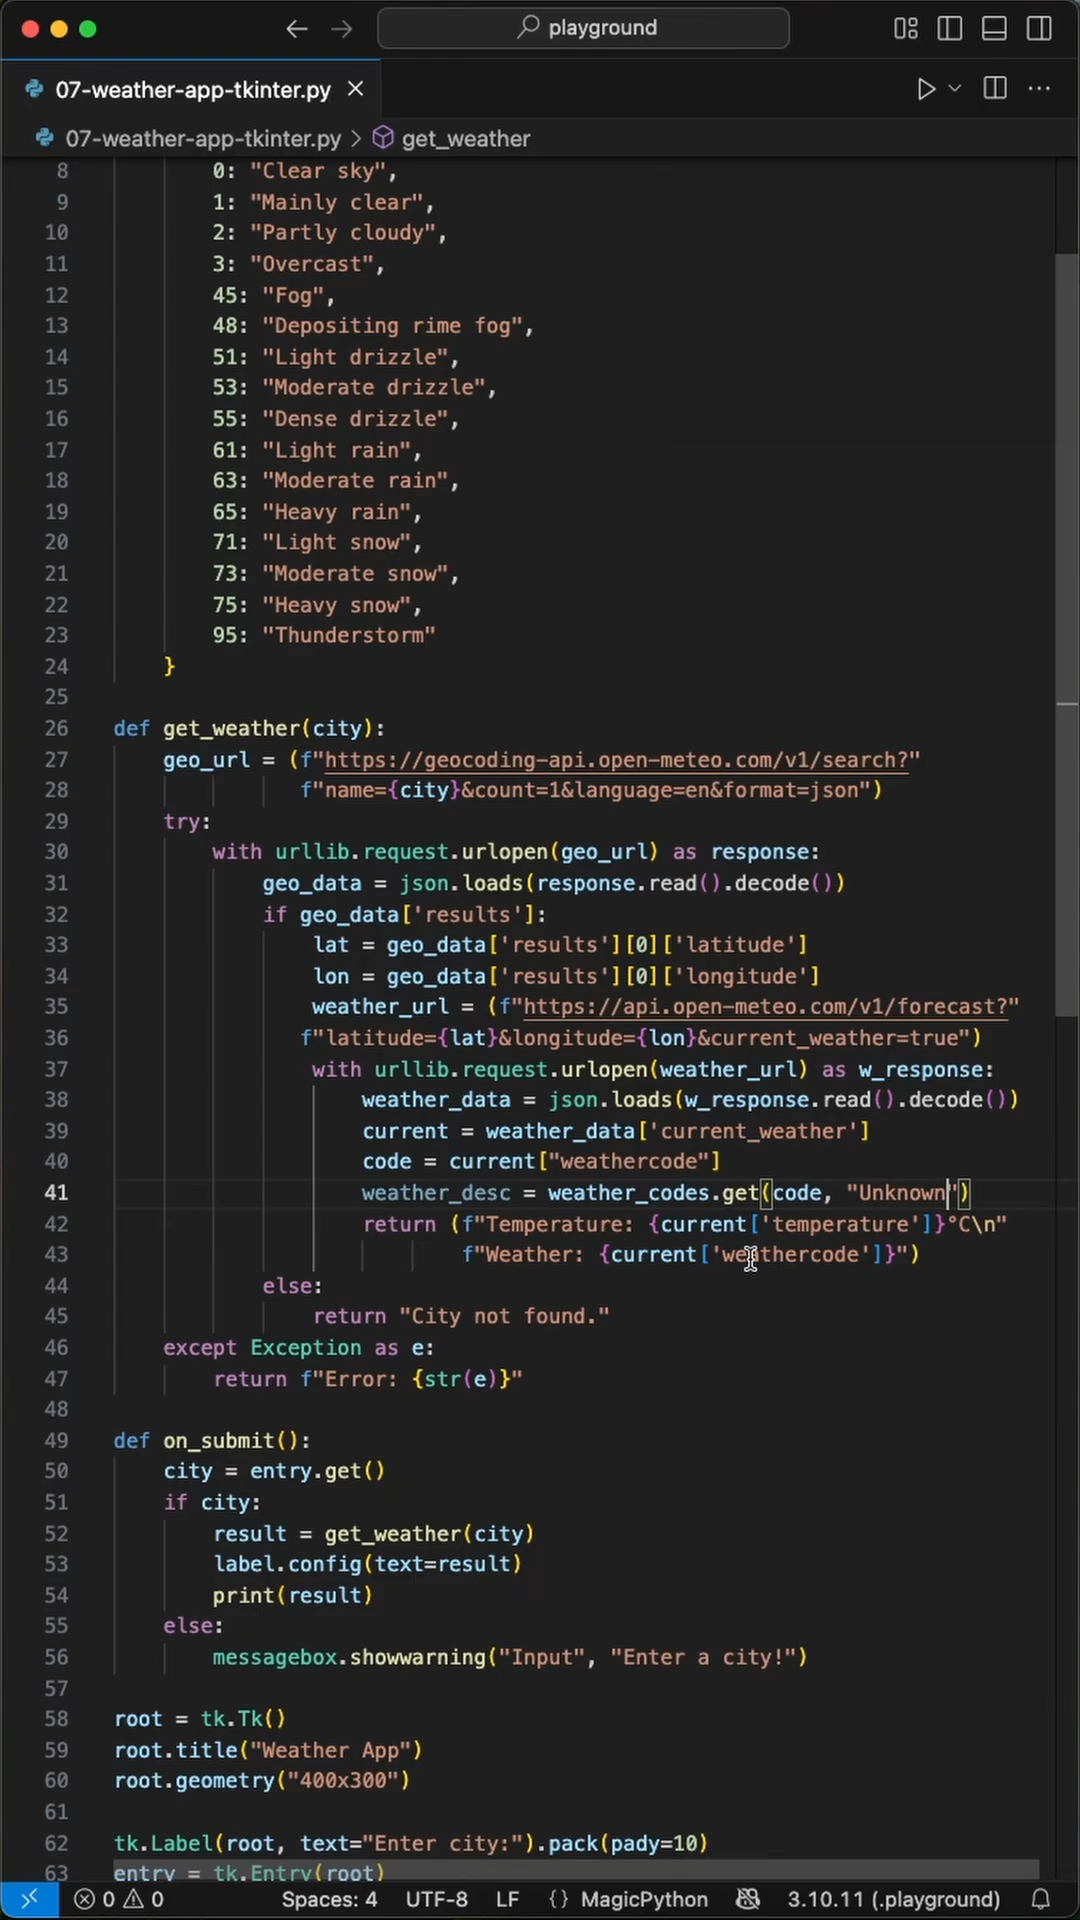 playground
07-weather-app-tkinter.py
07-weather-app-tkinter.py > get_weather
8 0: "Clear sky",
9 1: "Mainly clear",
10 2: "Partly cloudy",
11 3: "Overcast",
12 45: "Fog",
13 48: "Depositing rime fog",
14 51: "Light drizzle",
15 53: "Moderate drizzle",
16 55: "Dense drizzle",
17 61: "Light rain",
18 63: "Moderate rain",
19 65: "Heavy rain",
20 71: "Light snow",
21 73: "Moderate snow",
22 75: "Heavy snow",
23 95: "Thunderstorm"
24 }
25
26 def get_weather(city):
27 geo_url = (f"https://geocoding-api.open-meteo.com/v1/search?"
28 f"name={city}&count=1&language=en&format=json")
29 try:
30 with urllib.request.urlopen(geo_url) as response:
31 geo_data = json.loads(response.read().decode())
32 if geo_data['results']:
33 lat = geo_data['results'][0]['latitude']
34 lon = geo_data['results'][0]['longitude']
35 weather_url = (f"https://api.open-meteo.com/v1/forecast?"
36 f"latitude={lat}&longitude={lon}&current_weather=true")
37 with urllib.request.urlopen(weather_url) as w_response:
38 weather_data = json.loads(w_response.read().decode())
39 current = weather_data['current_weather']
40 code = current["weathercode"]
41 weather_desc = weather_codes.get(code, "Unknown")
42 return (f"Temperature: {current['temperature']}°C\n"
43 f"Weather: {current['weathercode']}")
44 else:
45 return "City not found."
46 except Exception as e:
47 return f"Error: {str(e)}"
48
49 def on_submit():
50 city = entry.get()
51 if city:
52 result = get_weather(city)
53 label.config(text=result)
54 print(result)
55 else:
56 messagebox.showwarning("Input", "Enter a city!")
57
58 root = tk.Tk()
59 root.title("Weather App")
60 root.geometry("400x300")
61
62 tk.Label(root, text="Enter city:").pack(pady=10)
63 entry = tk.Entry(root)
0 0 Spaces: 4 UTF-8 LF {} MagicPython 3.10.11 (.playground)